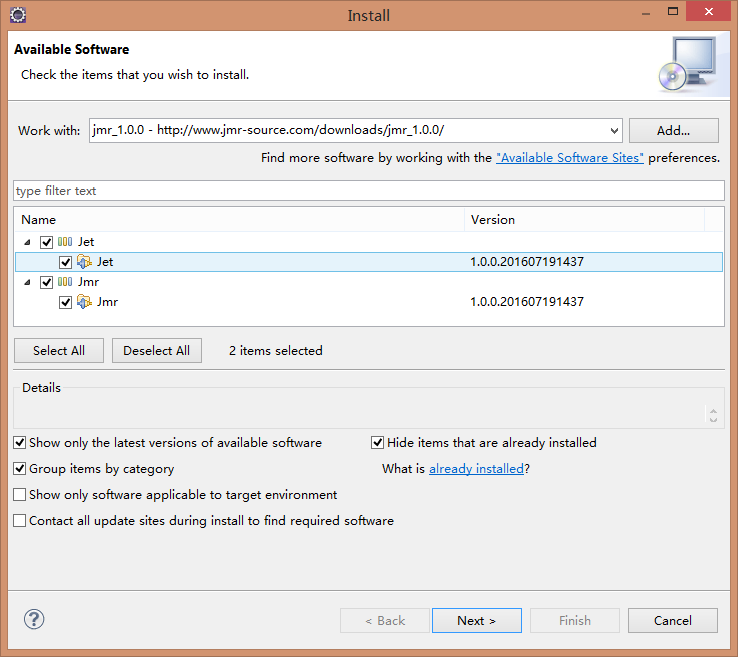 Install
Available Software
Check the items that you wish to install.
Work with: jmr_1.0.0 - http://www.jmr-source.com/downloads/jmr_1.0.0/ Add...
Find more software by working with the "Available Software Sites" preferences.
type filter text
Name Version
Jet
Jet 1.0.0.201607191437
Jmr
Jmr 1.0.0.201607191437
Select All Deselect All 2 items selected
Details
Show only the latest versions of available software Hide items that are already installed
Group items by category What is already installed?
Show only software applicable to target environment
Contact all update sites during install to find required software
? < Back Next > Finish Cancel